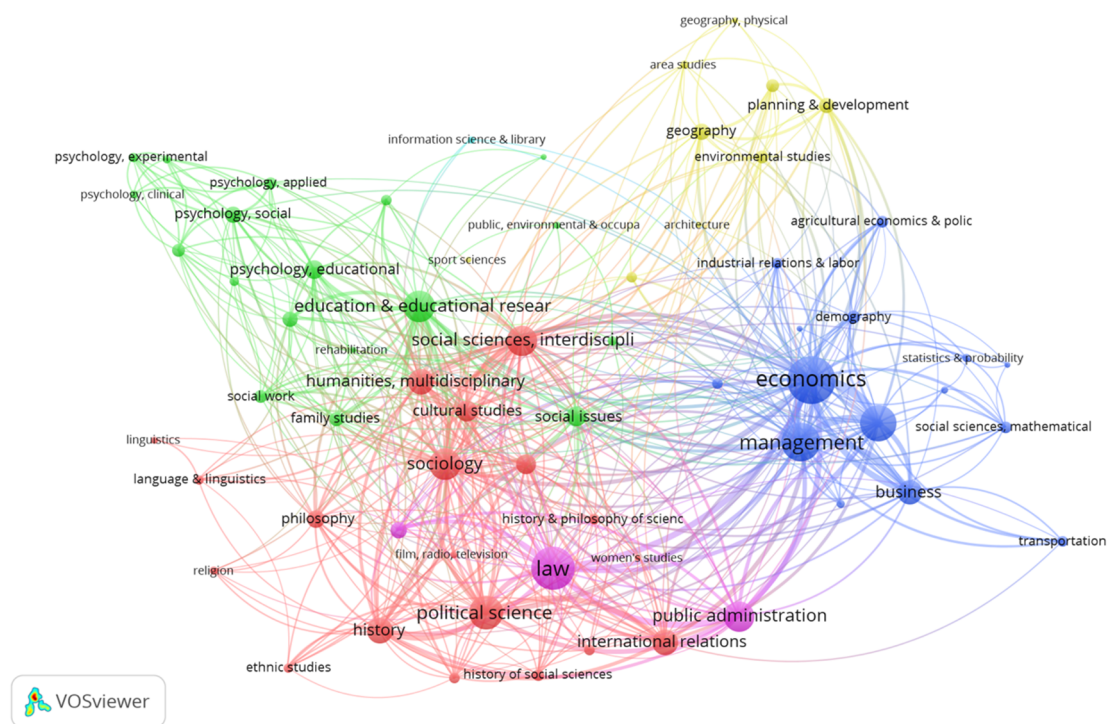 geography, physical
area studies
planning & development
geography
information science & library
environmental studies
psychology, experimental
psychology, applied
psychology, clinical
psychology, social
public, environmental & occupa
architecture
agricultural economics & polic
sport sciences
industrial relations & labor
psychology, educational
education & educational resear
demography
social sciences, interdiscipli
rehabilitation
statistics & probability
humanities, multidisciplinary
economics
social work
cultural studies
family studies
social issues
social sciences, mathematical
linguistics
management
sociology
language & linguistics
business
philosophy
history & philosophy of scienc
transportation
film, radio, television
women's studies
law
religion
political science
public administration
history
international relations
ethnic studies
history of social sciences
VOSviewer